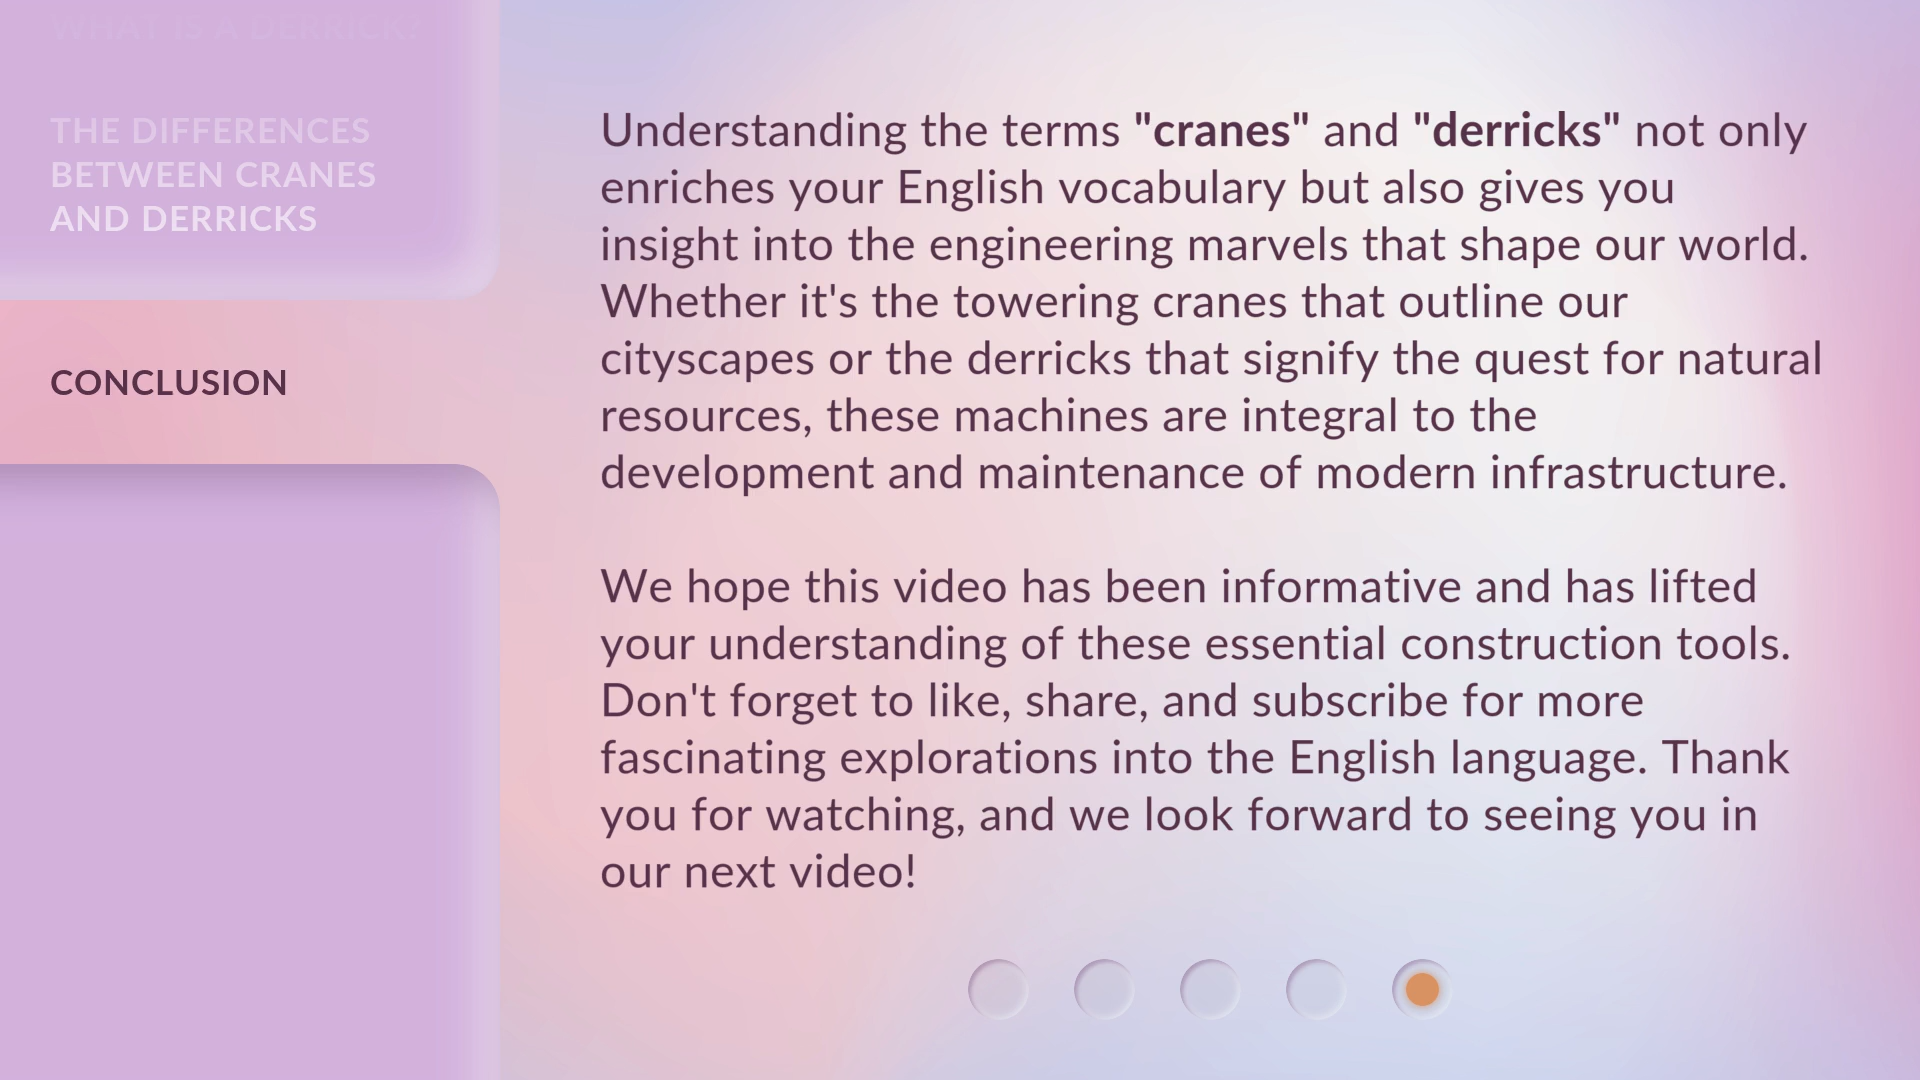 WHAT IS A DERRICK?
THE DIFFERENCES
BETWEEN CRANES
AND DERRICKS
CONCLUSION
Understanding the terms "cranes" and "derricks" not only
enriches your English vocabulary but also gives you
insight into the engineering marvels that shape our world.
Whether it's the towering cranes that outline our
cityscapes or the derricks that signify the quest for natural
resources, these machines are integral to the
development and maintenance of modern infrastructure.
We hope this video has been informative and has lifted
your understanding of these essential construction tools.
Don't forget to like, share, and subscribe for more
fascinating explorations into the English language. Thank
you for watching, and we look forward to seeing you in
our next video!